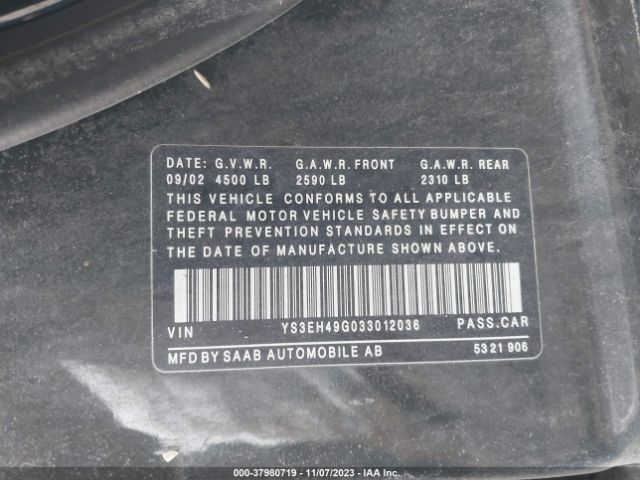 DATE: G.V.W.R. G.A.W.R. FRONT G.A.W.R. REAR
09/02 4500 LB 2590 LB 2310 LB
THIS VEHICLE CONFORMS TO ALL APPLICABLE
FEDERAL MOTOR VEHICLE SAFETY BUMPER AND
THEFT PREVENTION STANDARDS IN EFFECT ON
THE DATE OF MANUFACTURE SHOWN ABOVE.
VIN YS3EH49G033012036 PASS.CAR
MFD BY SAAB AUTOMOBILE AB 5321 906
000-37980719 - 11/07/2023 - IAA Inc.